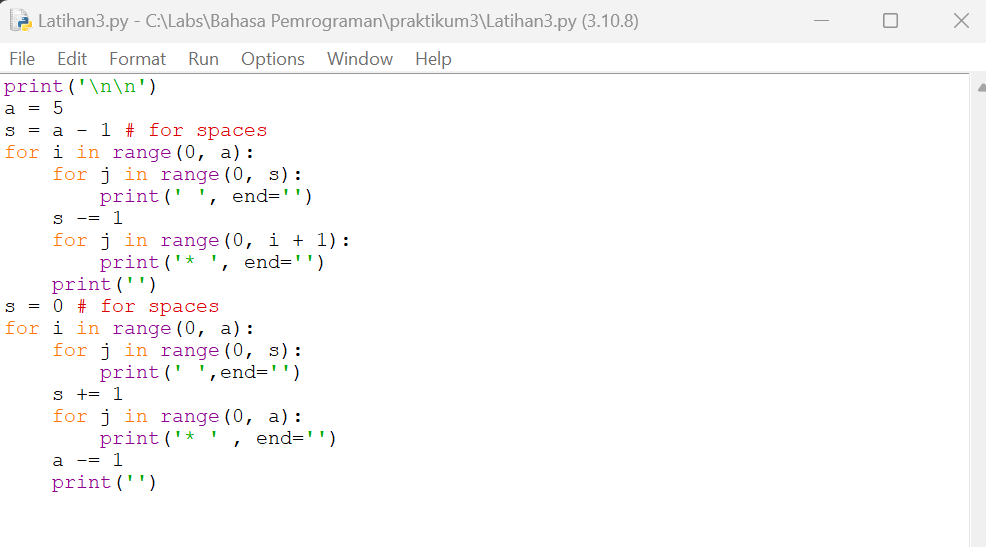 Latihan3.py - C:\Labs\Bahasa Pemrograman\praktikum3\Latihan3.py (3.10.8)
File Edit Format Run Options Window Help
print('\n\n')
a = 5
s = a - 1 # for spaces
for i in range(0, a):
    for j in range(0, s):
        print(' ', end='')
    s -= 1
    for j in range(0, i + 1):
        print('* ', end='')
    print('')
s = 0 # for spaces
for i in range(0, a):
    for j in range(0, s):
        print(' ',end='')
    s += 1
    for j in range(0, a):
        print('* ' , end='')
    a -= 1
    print('')